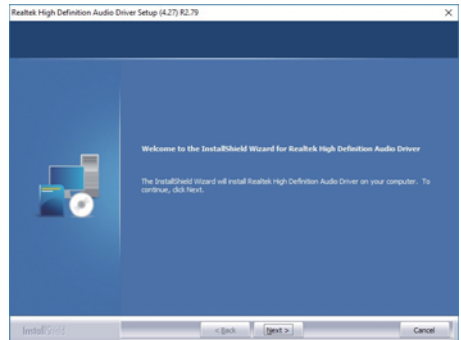 Realtek High Definition Audio Driver Setup (4.27) R2.79
Welcome to the InstallShield Wizard for Realtek High Definition Audio Driver
The InstallShield Wizard will install Realtek High Definition Audio Driver on your computer. To
continue, click Next.
InstallShield
< Back
Next >
Cancel